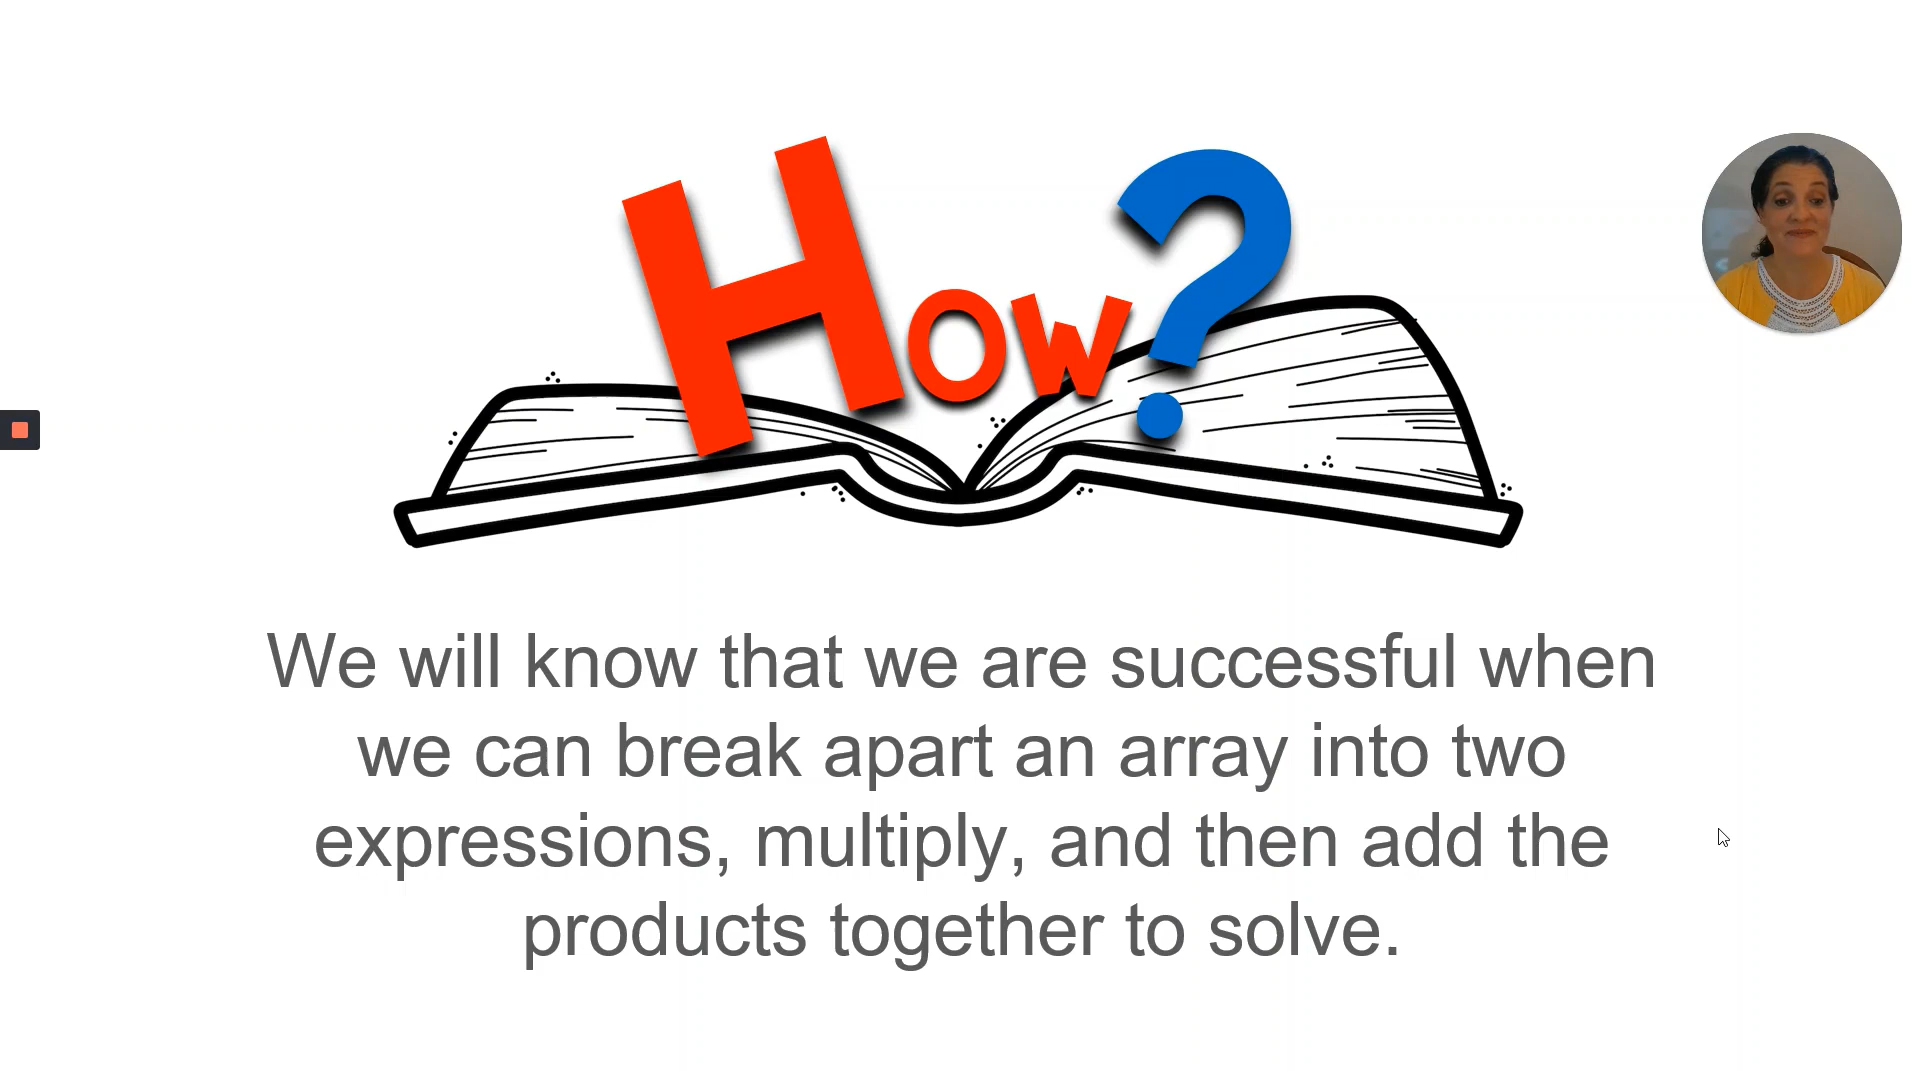 How?
We will know that we are successful when
we can break apart an array into two
expressions, multiply, and then add the
products together to solve.